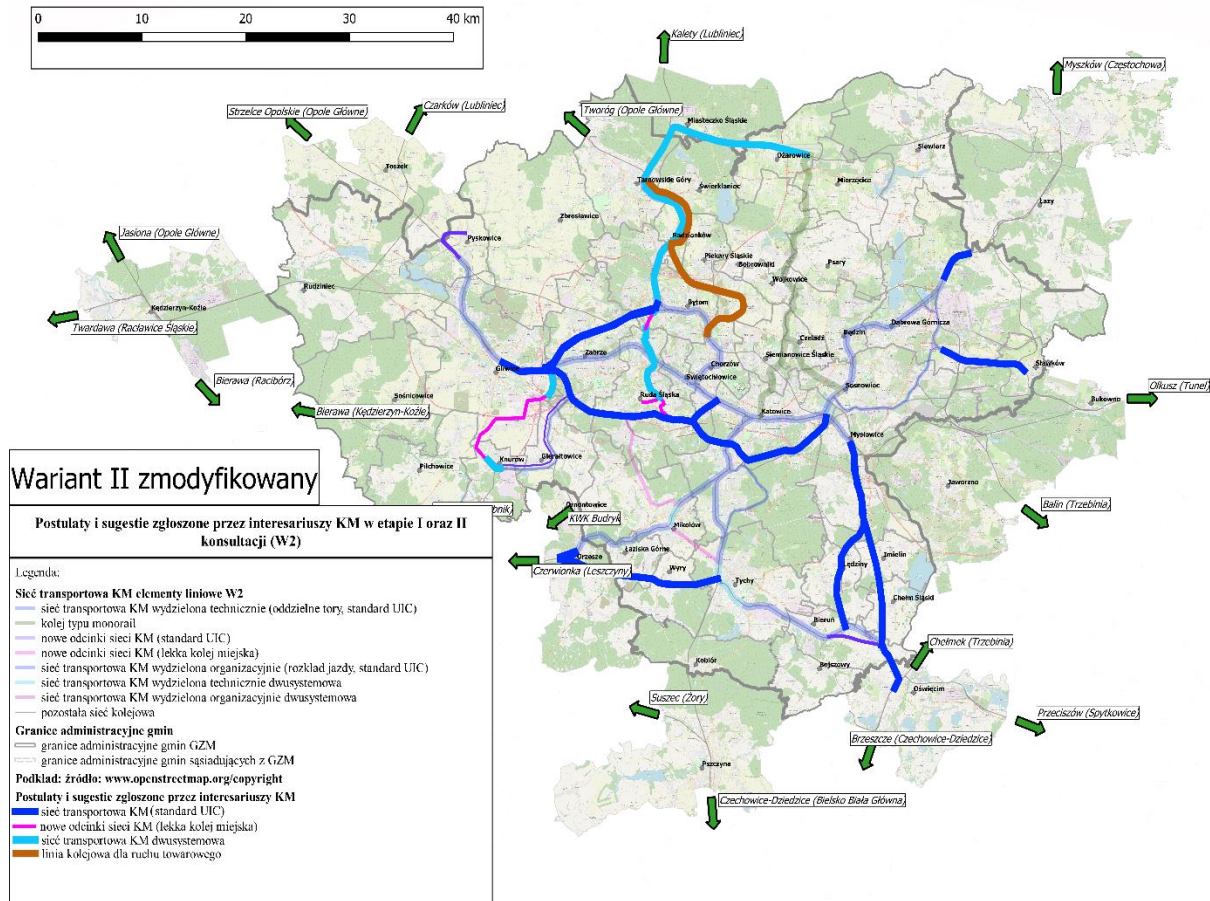 0 10 20 30 40 km
Kalety (Lubliniec)
Myszków (Częstochowa)
Strzelce Opolskie (Opole Główne)
Czarków (Lubliniec)
Tworóg (Opole Główne)
Miasteczko Śląskie
Ożarowice
Siewierz
Toszek
Tarnowskie Góry
Świerklaniec
Mierzęcice
Łazy
Zbrosławice
Jasiona (Opole Główne)
Pyskowice
Radzionków
Piekary Śląskie
Bobrowniki
Wojkowice
Psary
Rudziniec
Kędzierzyn-Koźle
Bytom
Twardawa (Racławice Śląskie)
Będzin
Dąbrowa Górnicza
Czeladź
Zabrze
Siemianowice Śląskie
Gliwice
Chorzów
Sławków
Świętochłowice
Sosnowiec
Bierawa (Racibórz)
Sośnicowice
Ruda Śląska
Katowice
Bukowno
Olkusz (Tunel)
Bierawa (Kędzierzyn-Koźle)
Mysłowice
Knurów
Gierałtowice
Pilchowice
Jaworzno
Wariant II zmodyfikowany
Ornontowice
KWK Budryk
Mikołów
Balin (Trzebinia)
Orzesze
Łaziska Górne
Imielin
Czerwionka (Leszczyny)
Wyry
Lędziny
Tychy
Chełm Śląski
Bieruń
Chełmek (Trzebinia)
Kobiór
Bojszowy
Oświęcim
Suszec (Żory)
Przeciszów (Spytkowice)
Brzeszcze (Czechowice-Dziedzice)
Pszczyna
Czechowice-Dziedzice (Bielsko Biała Główna)
Postulaty i sugestie zgłoszone przez interesariuszy KM w etapie I oraz II
konsultacji (W2)
Legenda:
Sieć transportowa KM elementy liniowe W2
sieć transportowa KM wydzielona technicznie (oddzielne tory, standard UIC)
kolej typu monorail
nowe odcinki sieci KM (standard UIC)
nowe odcinki sieci KM (lekka kolej miejska)
sieć transportowa KM wydzielona organizacyjnie (rozkład jazdy, standard UIC)
sieć transportowa KM wydzielona technicznie dwusystemowa
sieć transportowa KM wydzielona organizacyjnie dwusystemowa
pozostała sieć kolejowa
Granice administracyjne gmin
granice administracyjne gmin GZM
granice administracyjne gmin sąsiadujących z GZM
Podkład: źródło: www.openstreetmap.org/copyright
Postulaty i sugestie zgłoszone przez interesariuszy KM
sieć transportowa KM (standard UIC)
nowe odcinki sieci KM (lekka kolej miejska)
sieć transportowa KM dwusystemowa
linia kolejowa dla ruchu towarowego